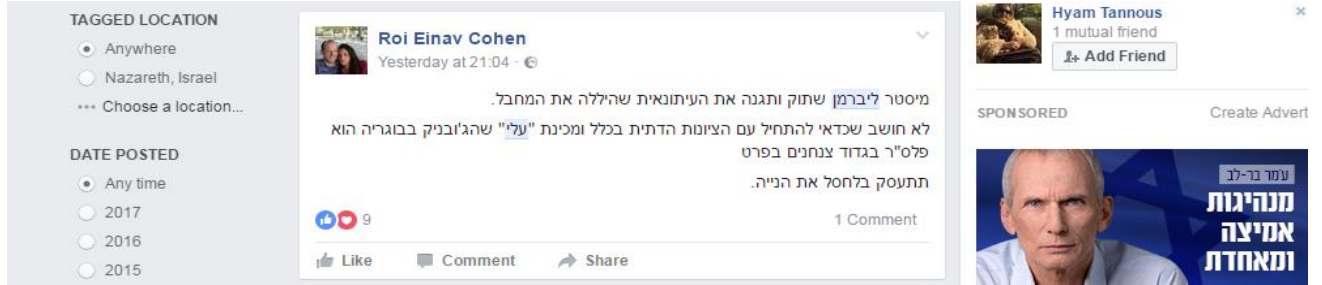 TAGGED LOCATION
Anywhere
Nazareth, Israel
Choose a location...
DATE POSTED
Any time
2017
2016
2015
Roi Einav Cohen
Yesterday at 21:04
מיסטר ליברמן שתוק ותגנה את העיתונאית שהיללה את המחבל.
לא חושב שכדאי להתחיל עם הציונות הדתית בכלל ומכינת "עלי" שהג'ובניק בבוגריה הוא
פלס"ר בגדוד צנחנים בפרט
תתעסק בלחסל את הנייה.
9
1 Comment
Like Comment Share
Hyam Tannous
1 mutual friend
Add Friend
SPONSORED Create Advert
עמר בר-לב
מנהיגות
אמיצה
ומאחדת